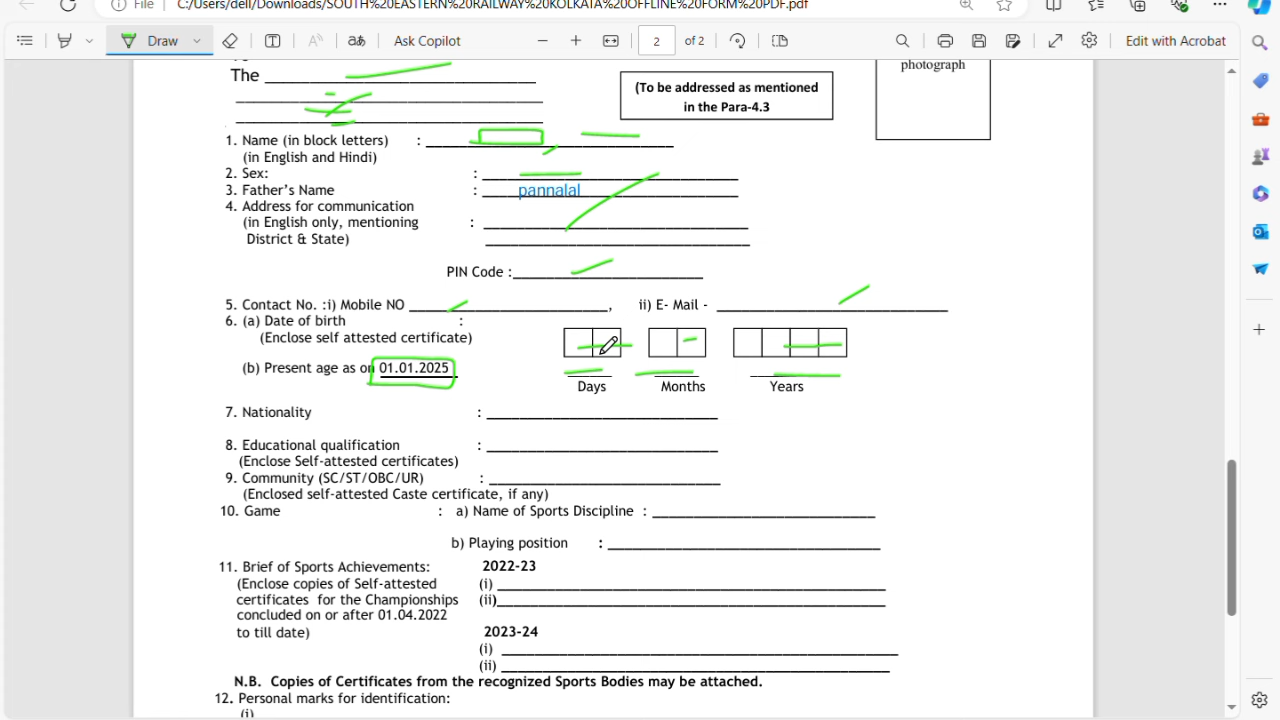 File C:/Users/dell/Downloads/SOUTH%20EASTERN%20RAILWAY%20KOLKATA%20OFFLINE%20FORM%20PDF.pdf
Draw Ask Copilot 2 of 2 Edit with Acrobat
The
photograph
(To be addressed as mentioned
in the Para-4.3
1. Name (in block letters) :
(in English and Hindi)
2. Sex: :
3. Father's Name : pannalal
4. Address for communication
(in English only, mentioning :
District & State)
PIN Code :
5. Contact No. :i) Mobile NO , ii) E- Mail -
6. (a) Date of birth :
(Enclose self attested certificate)
(b) Present age as on 01.01.2025
Days Months Years
7. Nationality :
8. Educational qualification :
(Enclose Self-attested certificates)
9. Community (SC/ST/OBC/UR) :
(Enclosed self-attested Caste certificate, if any)
10. Game : a) Name of Sports Discipline :
b) Playing position :
11. Brief of Sports Achievements: 2022-23
(Enclose copies of Self-attested (i)
certificates for the Championships (ii)
concluded on or after 01.04.2022
to till date) 2023-24
(i)
(ii)
N.B. Copies of Certificates from the recognized Sports Bodies may be attached.
12. Personal marks for identification:
(i)